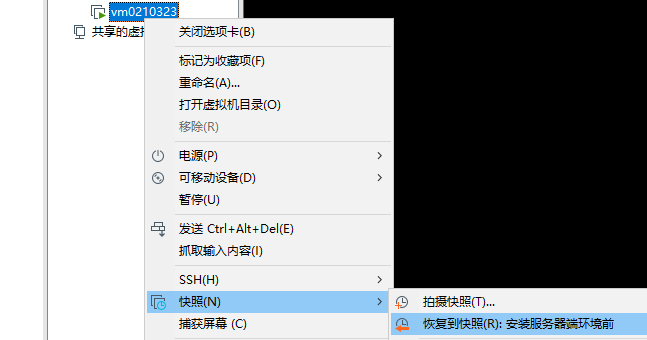 vm0210323
关闭选项卡(B)
共享的虚
标记为收藏项(F)
重命名(A)...
打开虚拟机目录(O)
移除(R)
电源(P)
可移动设备(D)
暂停(U)
发送 Ctrl+Alt+Del(E)
抓取输入内容(I)
SSH(H)
快照(N)
拍摄快照(T)...
捕获屏幕 (C)
恢复到快照(R): 安装服务器端环境前